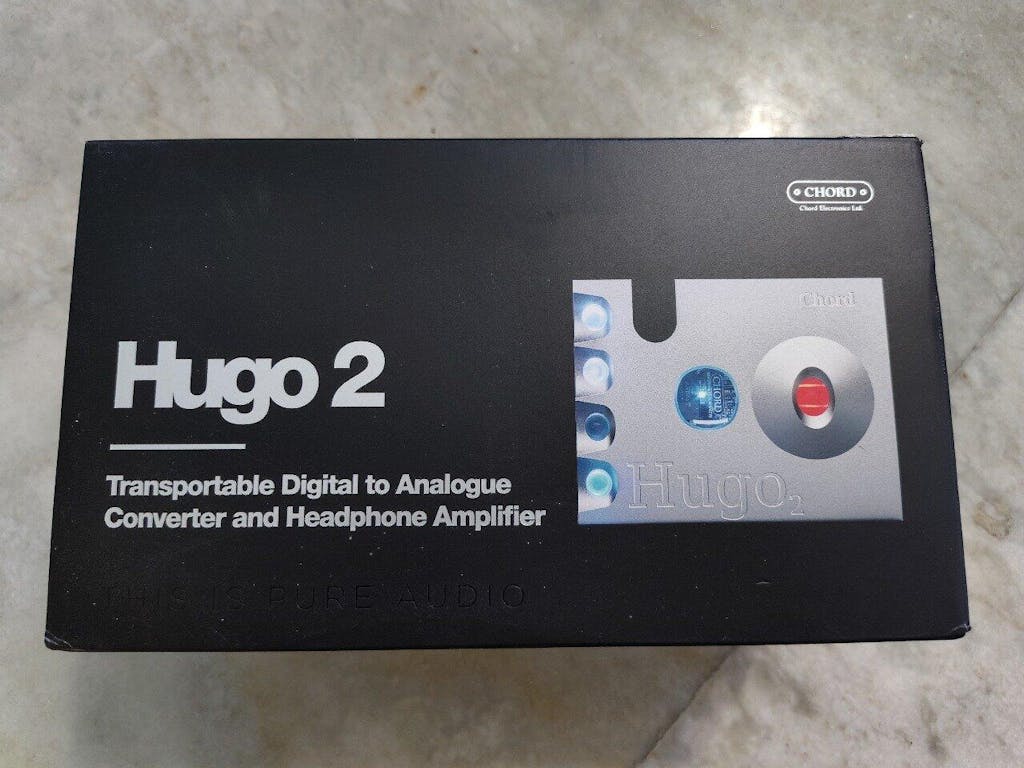 CHORD
Chord Electronics Ltd.
Chord
Hugo 2
CHORD
Hugo2
Transportable Digital to Analogue
Converter and Headphone Amplifier
THIS IS PURE AUDIO